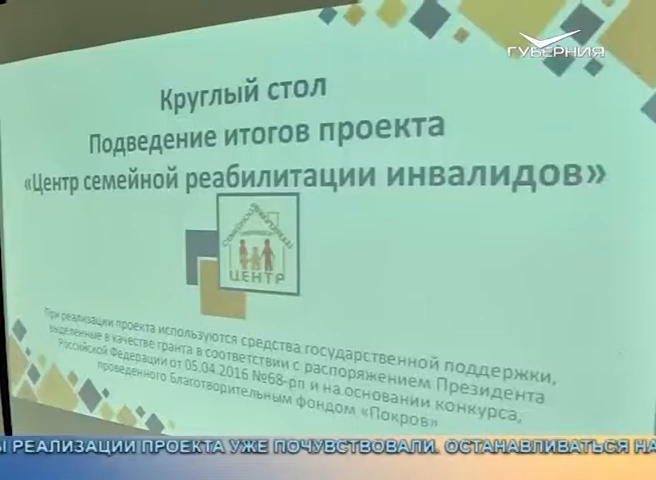 ГУБЕРНИЯ
Круглый стол
Подведение итогов проекта
«Центр семейной реабилитации инвалидов»
ЦЕНТР
При реализации проекта используются средства государственной поддержки,
выделенные в качестве гранта в соответствии с распоряжением Президента
Российской Федерации от 05.04.2016 №68-рп и на основании конкурса,
проведенного Благотворительным фондом «Покров»
РЕАЛИЗАЦИИ ПРОЕКТА УЖЕ ПОЧУВСТВОВАЛИ. ОСТАНАВЛИВАТЬСЯ НА